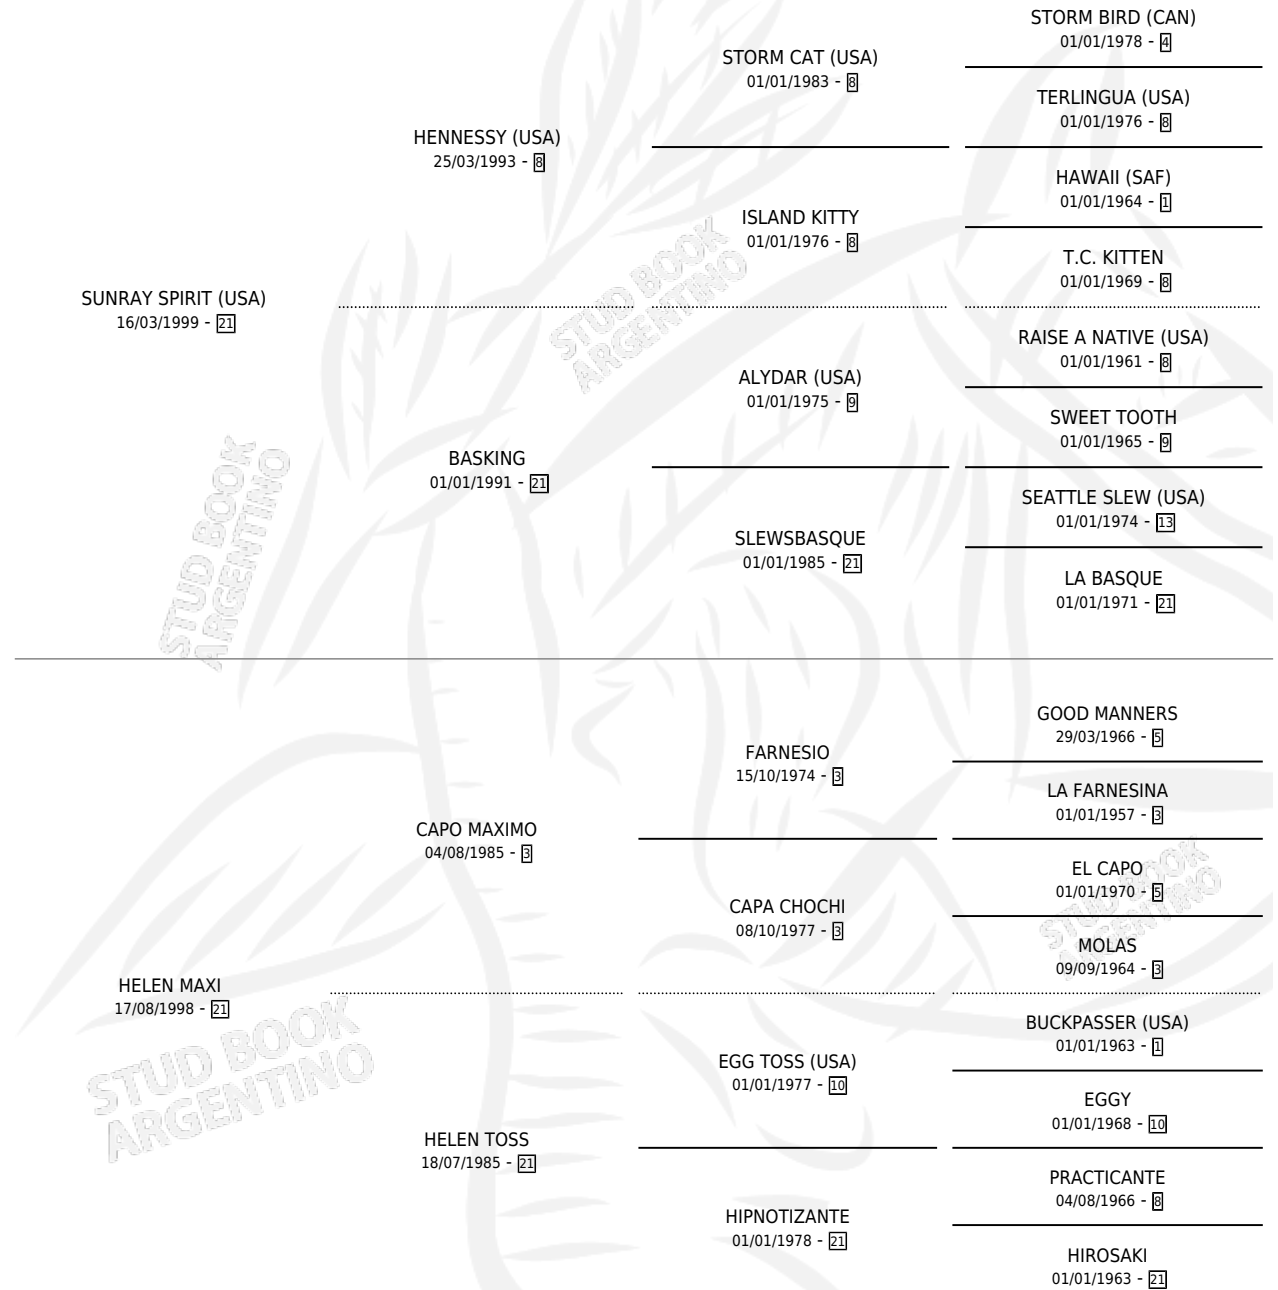 STORM BIRD (CAN)
01/01/1978 - 4
STORM CAT (USA)
01/01/1983 - 8
TERLINGUA (USA)
01/01/1976 - 8
HENNESSY (USA)
25/03/1993 - 8
HAWAII (SAF)
01/01/1964 - 1
ISLAND KITTY
01/01/1976 - 8
T.C. KITTEN
01/01/1969 - 8
SUNRAY SPIRIT (USA)
16/03/1999 - 21
STUD BOOK
ARGENTINO
RAISE A NATIVE (USA)
01/01/1961 - 8
ALYDAR (USA)
01/01/1975 - 9
SWEET TOOTH
01/01/1965 - 9
BASKING
01/01/1991 - 21
SEATTLE SLEW (USA)
01/01/1974 - 13
SLEWSBASQUE
01/01/1985 - 21
LA BASQUE
01/01/1971 - 21
STUD BOOK
ARGENTINO
GOOD MANNERS
29/03/1966 - 5
FARNESIO
15/10/1974 - 3
LA FARNESINA
01/01/1957 - 3
CAPO MAXIMO
04/08/1985 - 3
EL CAPO
01/01/1970 - 5
CAPA CHOCHI
08/10/1977 - 3
MOLAS
09/09/1964 - 3
STUD BOOK
ARGENTINO
HELEN MAXI
17/08/1998 - 21
STUD BOOK
ARGENTINO
BUCKPASSER (USA)
01/01/1963 - 1
EGG TOSS (USA)
01/01/1977 - 10
EGGY
01/01/1968 - 10
HELEN TOSS
18/07/1985 - 21
PRACTICANTE
04/08/1966 - 8
HIPNOTIZANTE
01/01/1978 - 21
HIROSAKI
01/01/1963 - 21